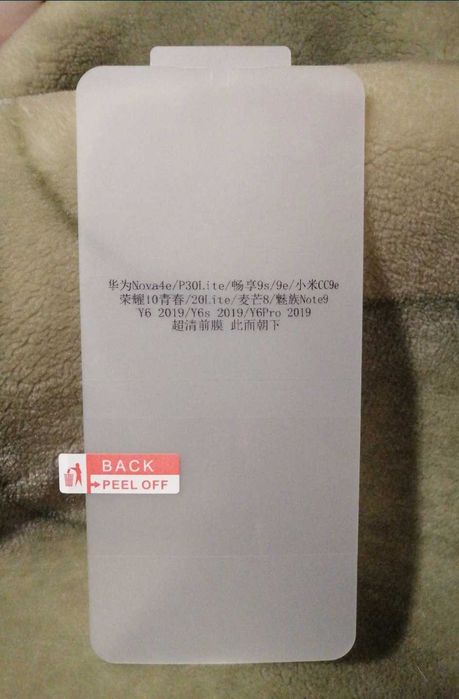 华为Nova4e/P30Lite/畅享9s/9e/小米CC9e
荣耀10青春/20Lite/麦芒8/魅族Note9
Y6 2019/Y6s 2019/Y6Pro 2019
超清前膜 此而朝下
BACK
PEEL OFF